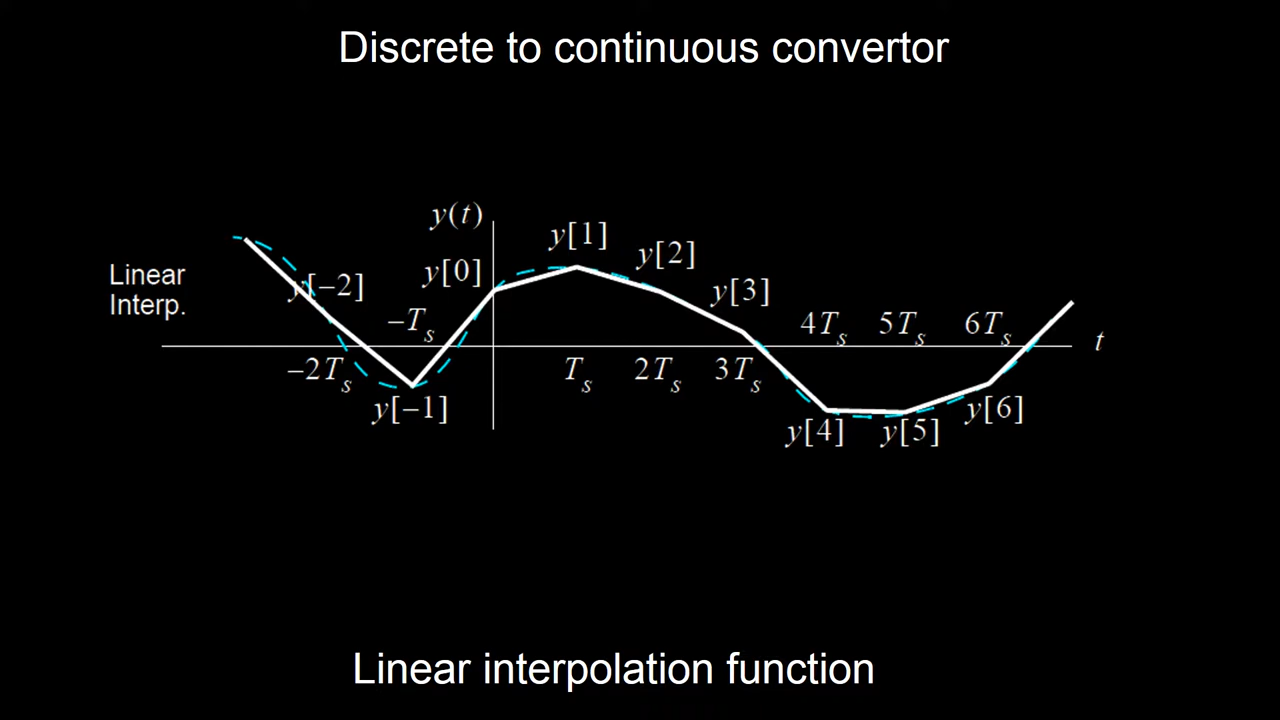 Discrete to continuous convertor
y(t)
y[1]
y[2]
y[0]
Linear
Interp.
y[−2]
y[3]
−Ts
4Ts
5Ts
6Ts
t
−2Ts
Ts
2Ts
3Ts
y[−1]
y[6]
y[4]
y[5]
Linear interpolation function